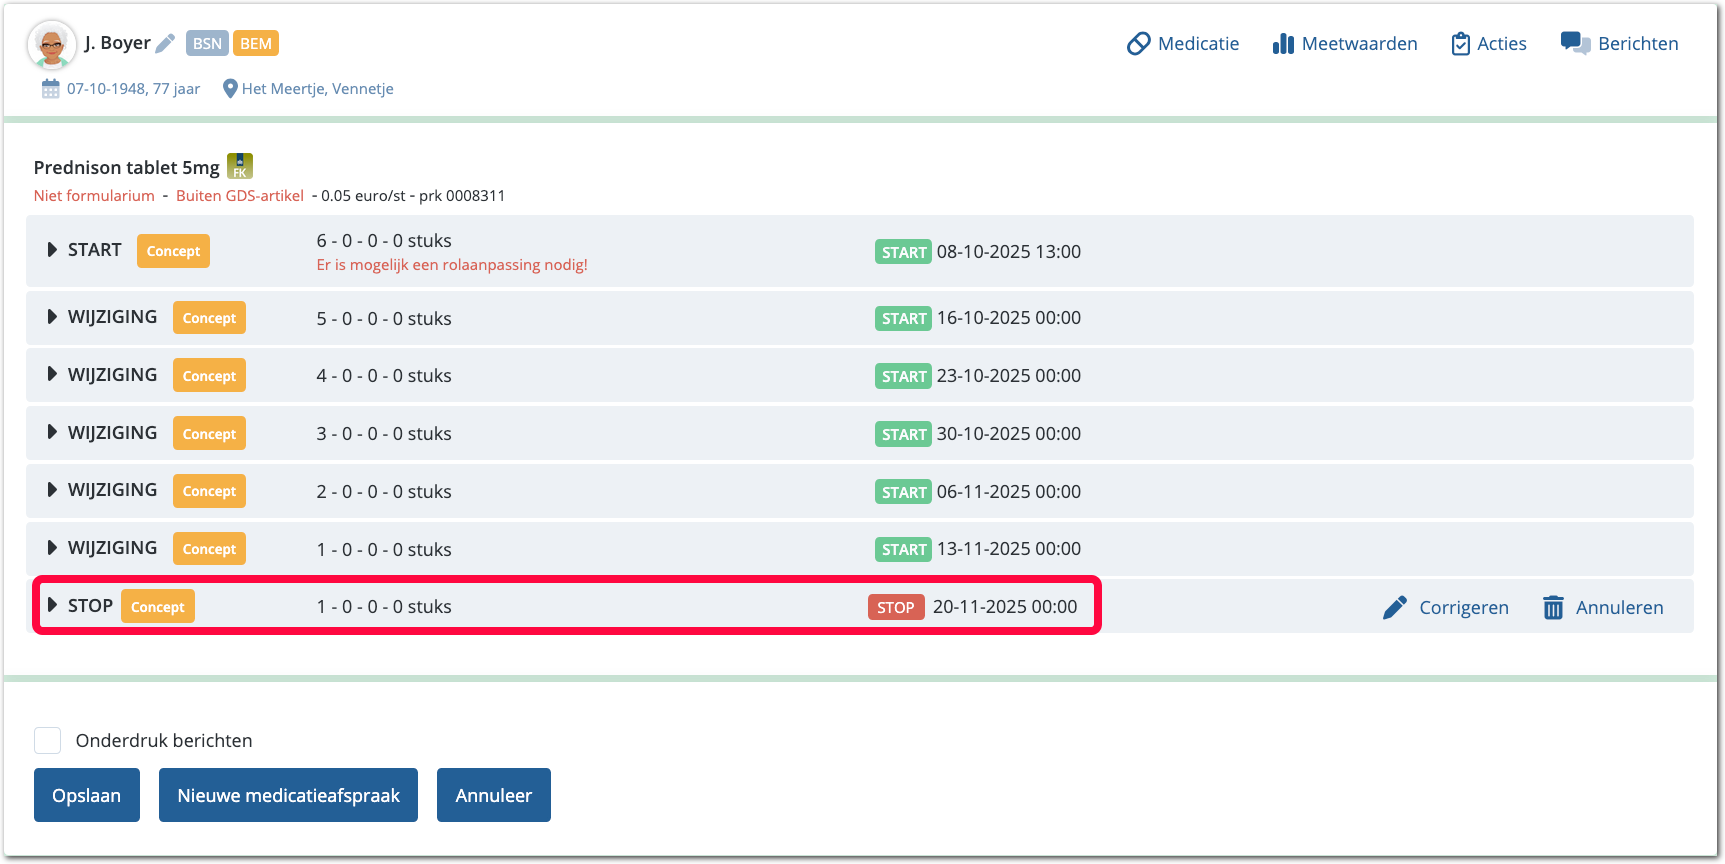 J. Boyer BSN BEM Medicatie Meetwaarden Acties Berichten
07-10-1948, 77 jaar Het Meertje, Vennetje
Prednison tablet 5mg FK
Niet formularium - Buiten GDS-artikel - 0.05 euro/st - prk 0008311
START Concept 6 - 0 - 0 - 0 stuks START 08-10-2025 13:00
Er is mogelijk een rolaanpassing nodig!
WIJZIGING Concept 5 - 0 - 0 - 0 stuks START 16-10-2025 00:00
WIJZIGING Concept 4 - 0 - 0 - 0 stuks START 23-10-2025 00:00
WIJZIGING Concept 3 - 0 - 0 - 0 stuks START 30-10-2025 00:00
WIJZIGING Concept 2 - 0 - 0 - 0 stuks START 06-11-2025 00:00
WIJZIGING Concept 1 - 0 - 0 - 0 stuks START 13-11-2025 00:00
STOP Concept 1 - 0 - 0 - 0 stuks STOP 20-11-2025 00:00 Corrigeren Annuleren
Onderdruk berichten
Opslaan Nieuwe medicatieafspraak Annuleer